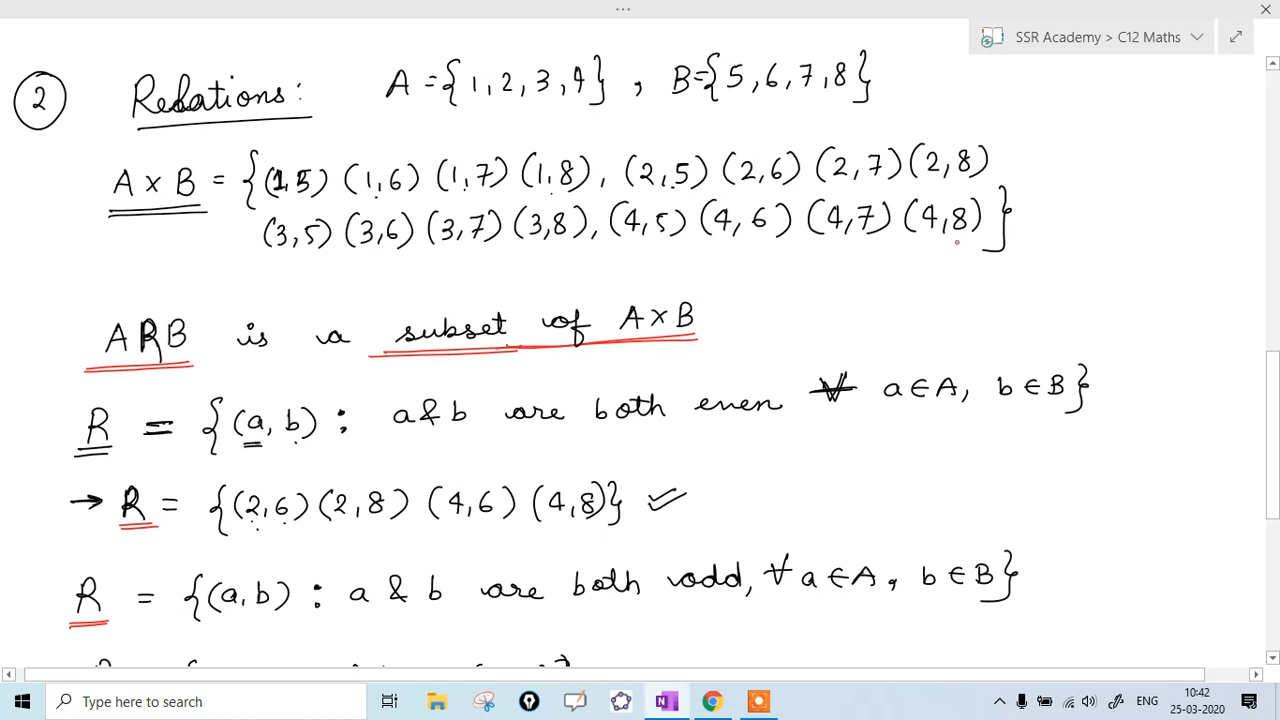 SSR Academy > C12 Maths
② Relations: A = {1, 2, 3, 4}, B = {5, 6, 7, 8}
A × B = {(1,5) (1,6) (1,7) (1,8), (2,5) (2,6) (2,7) (2,8)
(3,5) (3,6) (3,7) (3,8), (4,5) (4,6) (4,7) (4,8)}
A R B is a subset of A × B
R = {(a, b) : a & b are both even ∀ a ∈ A, b ∈ B}
→ R = {(2,6) (2,8) (4,6) (4,8)} ✓
R = {(a, b) : a & b are both odd, ∀ a ∈ A, b ∈ B}
Type here to search
ENG
10:42
25-03-2020